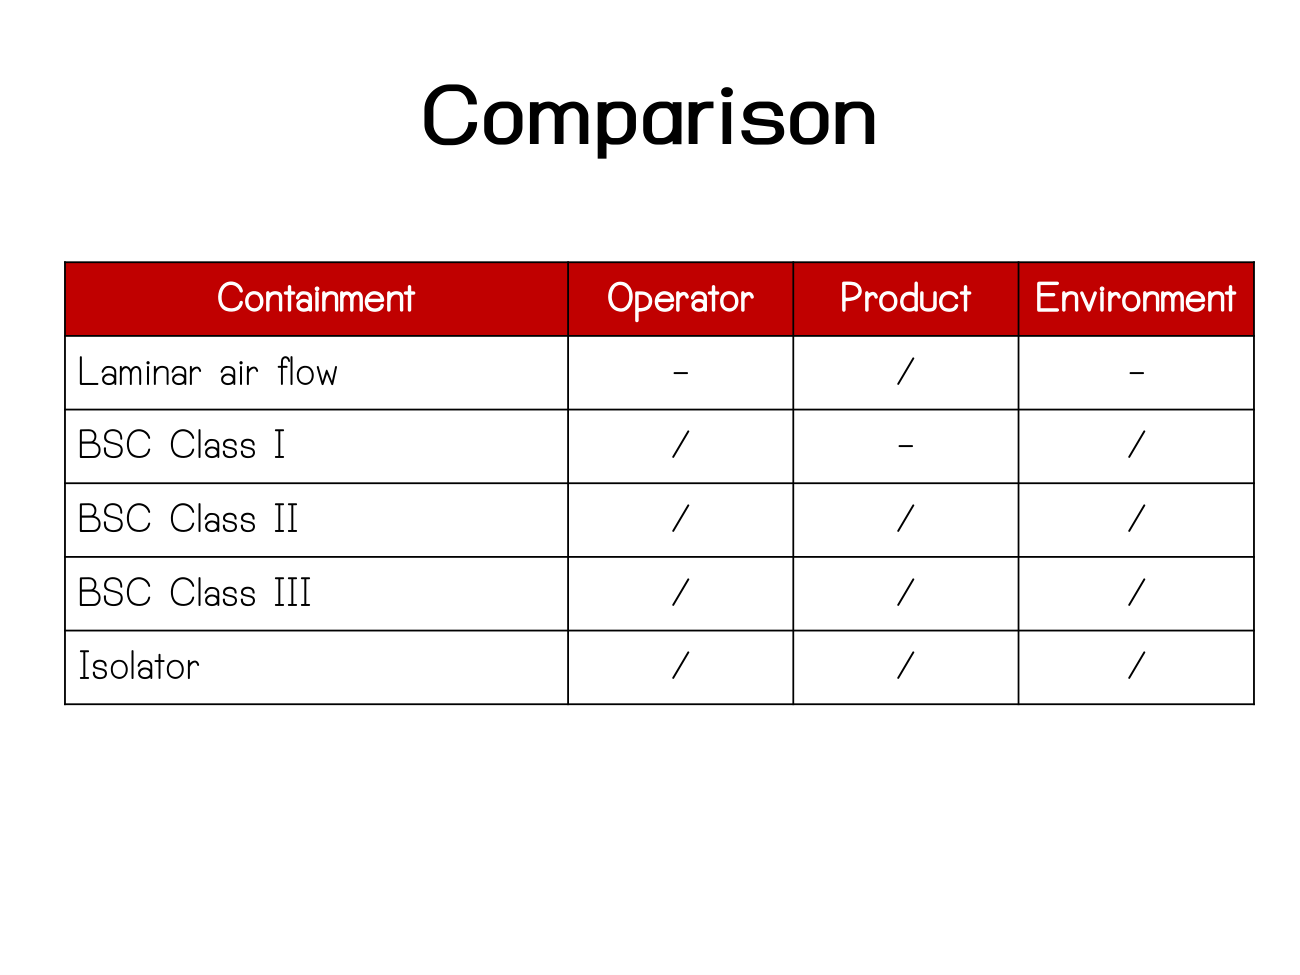 Comparison
Containment Operator Product Environment
Laminar air flow - / -
BSC Class I / - /
BSC Class II / / /
BSC Class III / / /
Isolator / / /